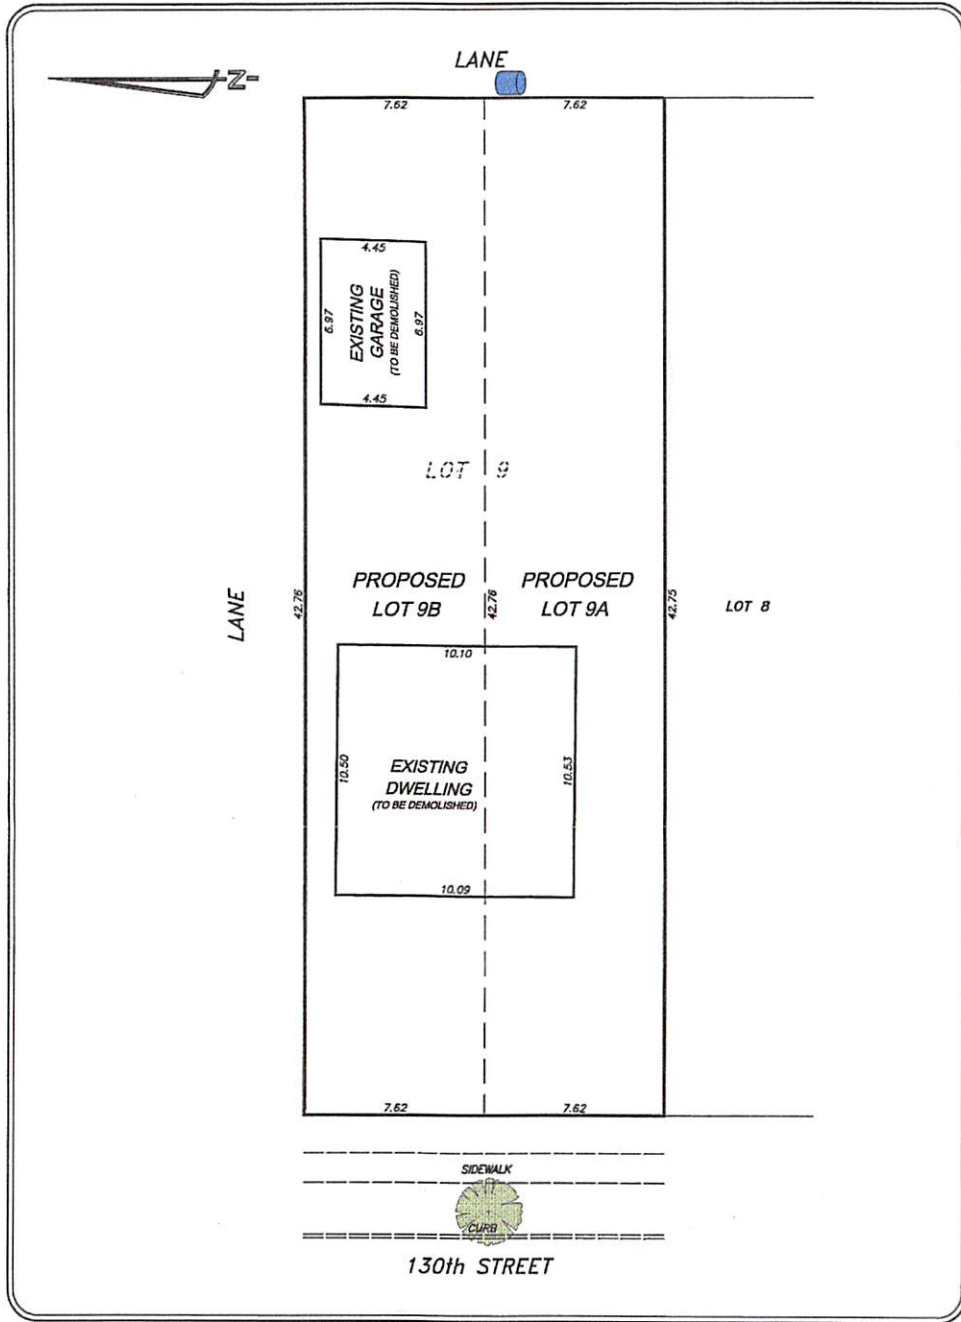 LANE
-Z-
7.62 7.62
4.45
6.97
EXISTING
GARAGE
(TO BE DEMOLISHED)
6.97
4.45
LOT 9
PROPOSED
LOT 9B
PROPOSED
LOT 9A
LANE
42.76
42.76
42.75
LOT 8
10.10
10.50
EXISTING
DWELLING
(TO BE DEMOLISHED)
10.53
10.09
7.62 7.62
SIDEWALK
CURB
130th STREET